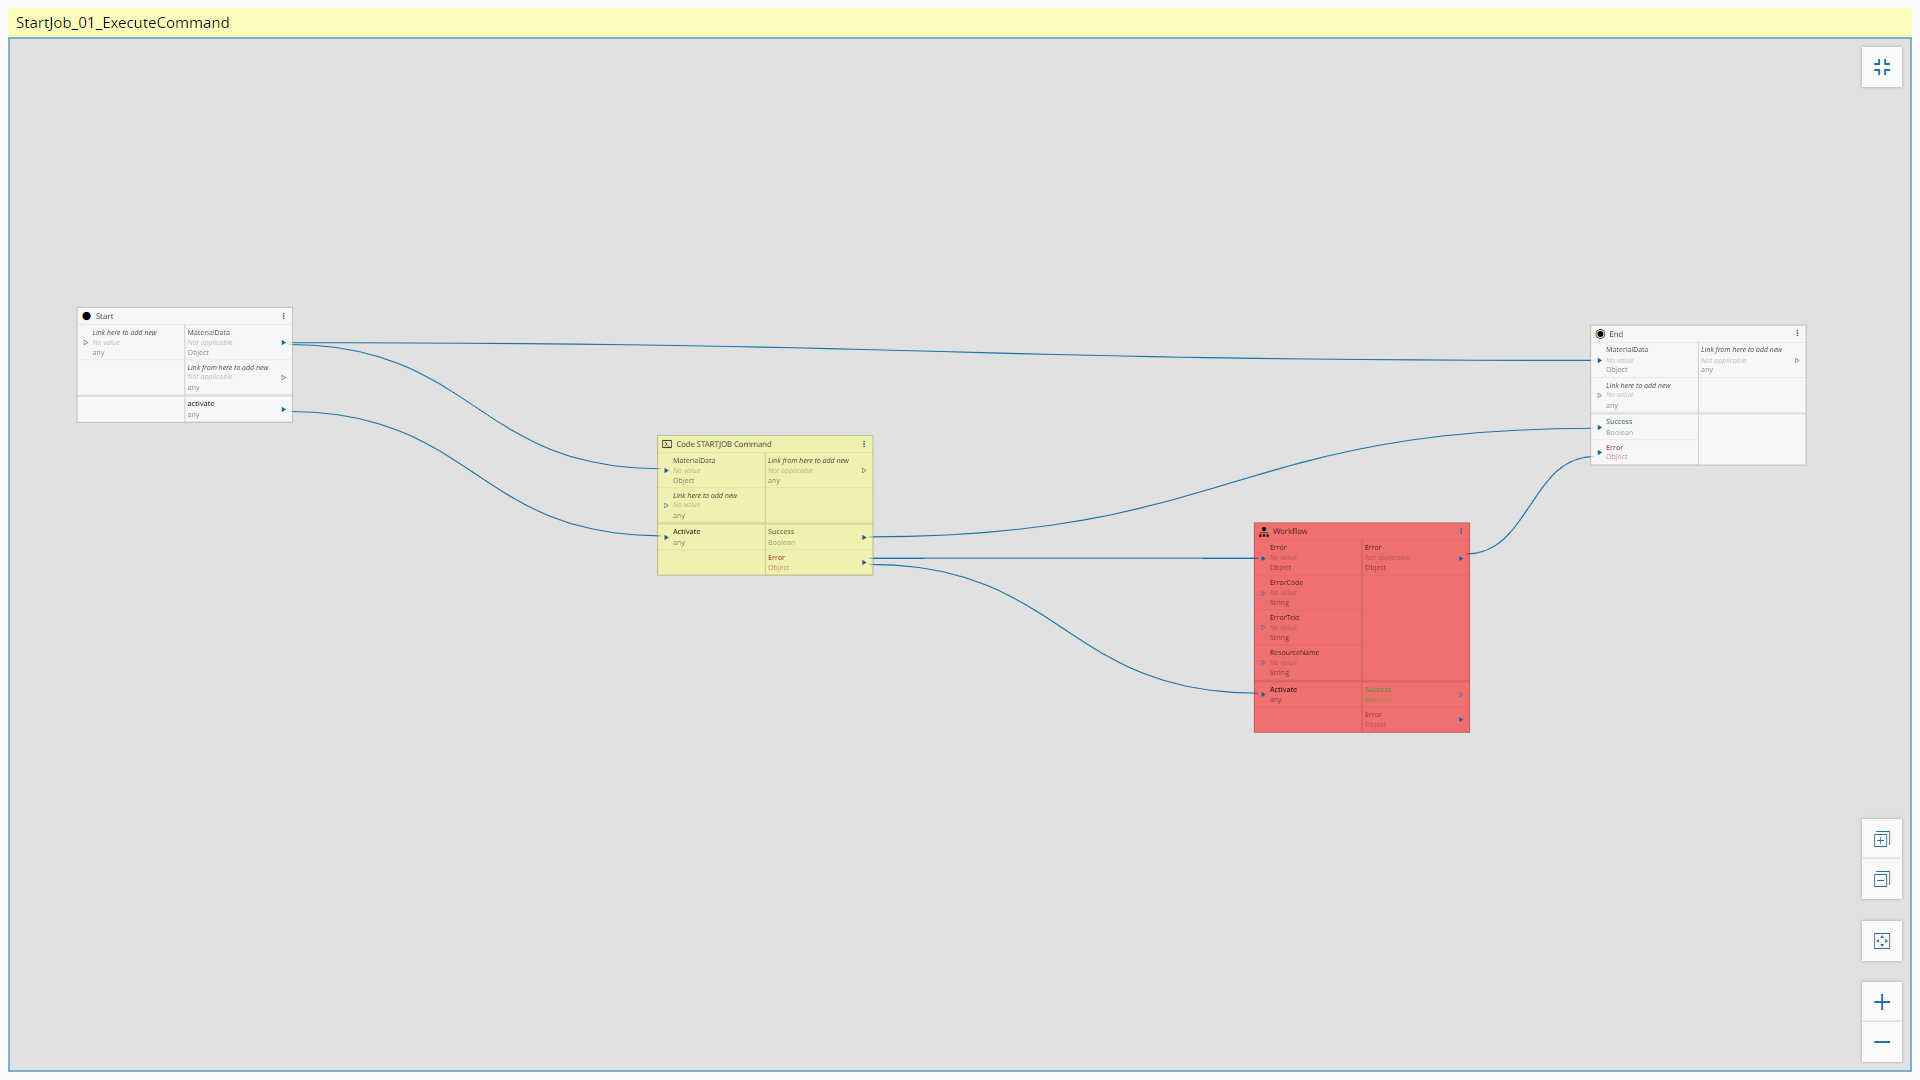 StartJob_01_ExecuteCommand
Start
Link here to add new
No value
any
MaterialData
Not applicable
Object
Link from here to add new
Not applicable
any
activate
any
Code STARTJOB Command
MaterialData
No value
Object
Link from here to add new
Not applicable
any
Link here to add new
No value
any
Activate
any
Success
Boolean
Error
Object
Workflow
Error
No value
Object
Error
Not applicable
Object
ErrorCode
No value
String
ErrorText
No value
String
ResourceName
No value
String
Activate
any
Success
Boolean
Error
Object
End
MaterialData
No value
Object
Link from here to add new
Not applicable
any
Link here to add new
No value
any
Success
Boolean
Error
Object